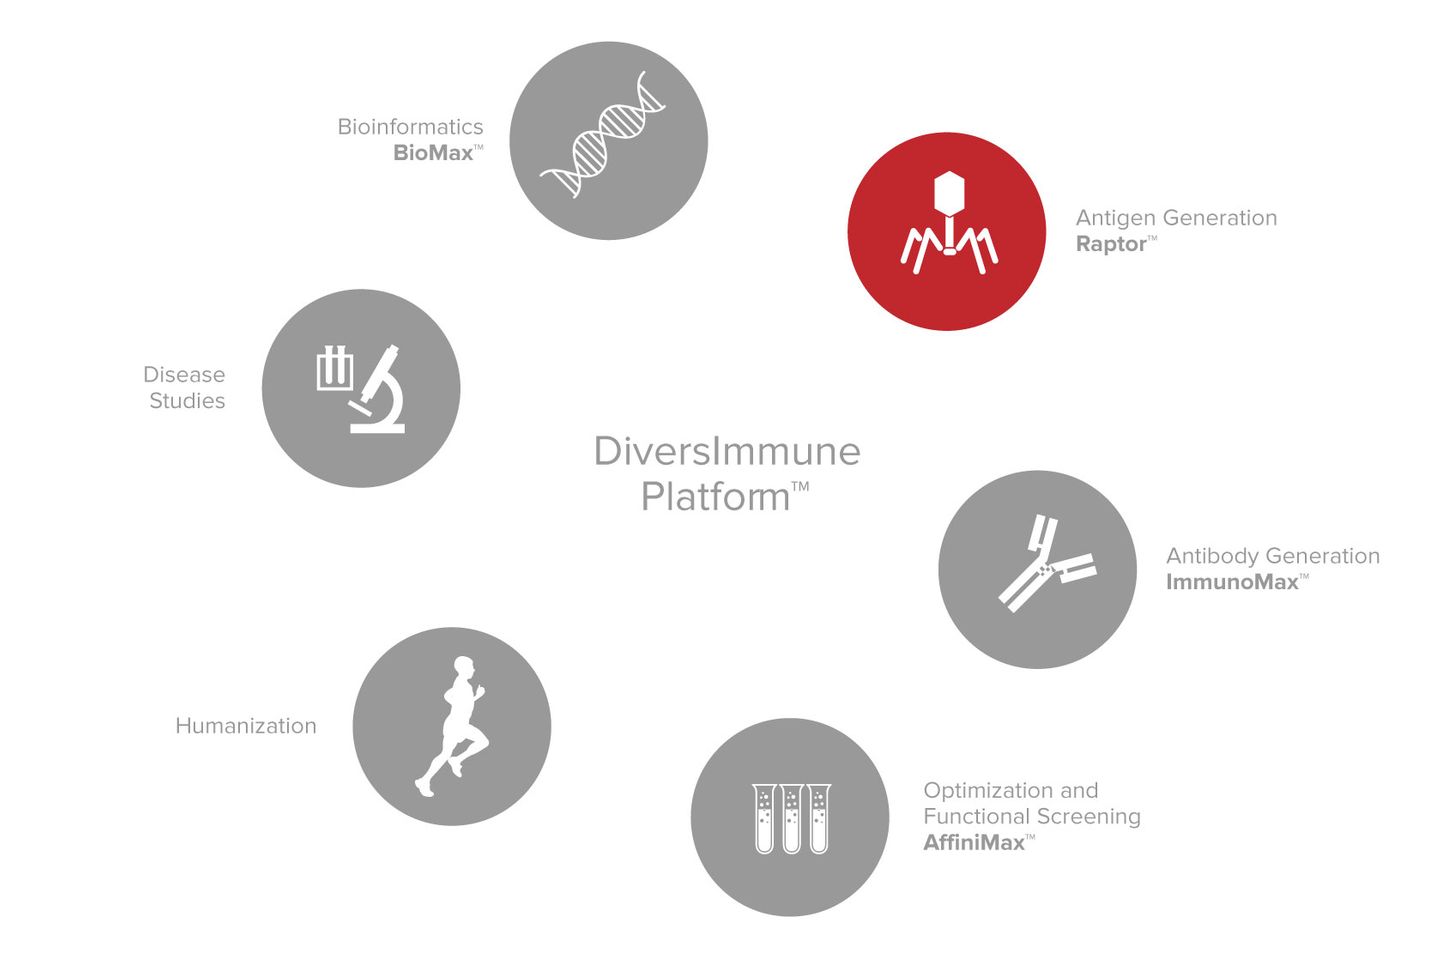 Bioinformatics
BioMax™
Antigen Generation
Raptor™
Disease
Studies
DiversImmune
Platform™
Antibody Generation
ImmunoMax™
Humanization
Optimization and
Functional Screening
AffiniMax™